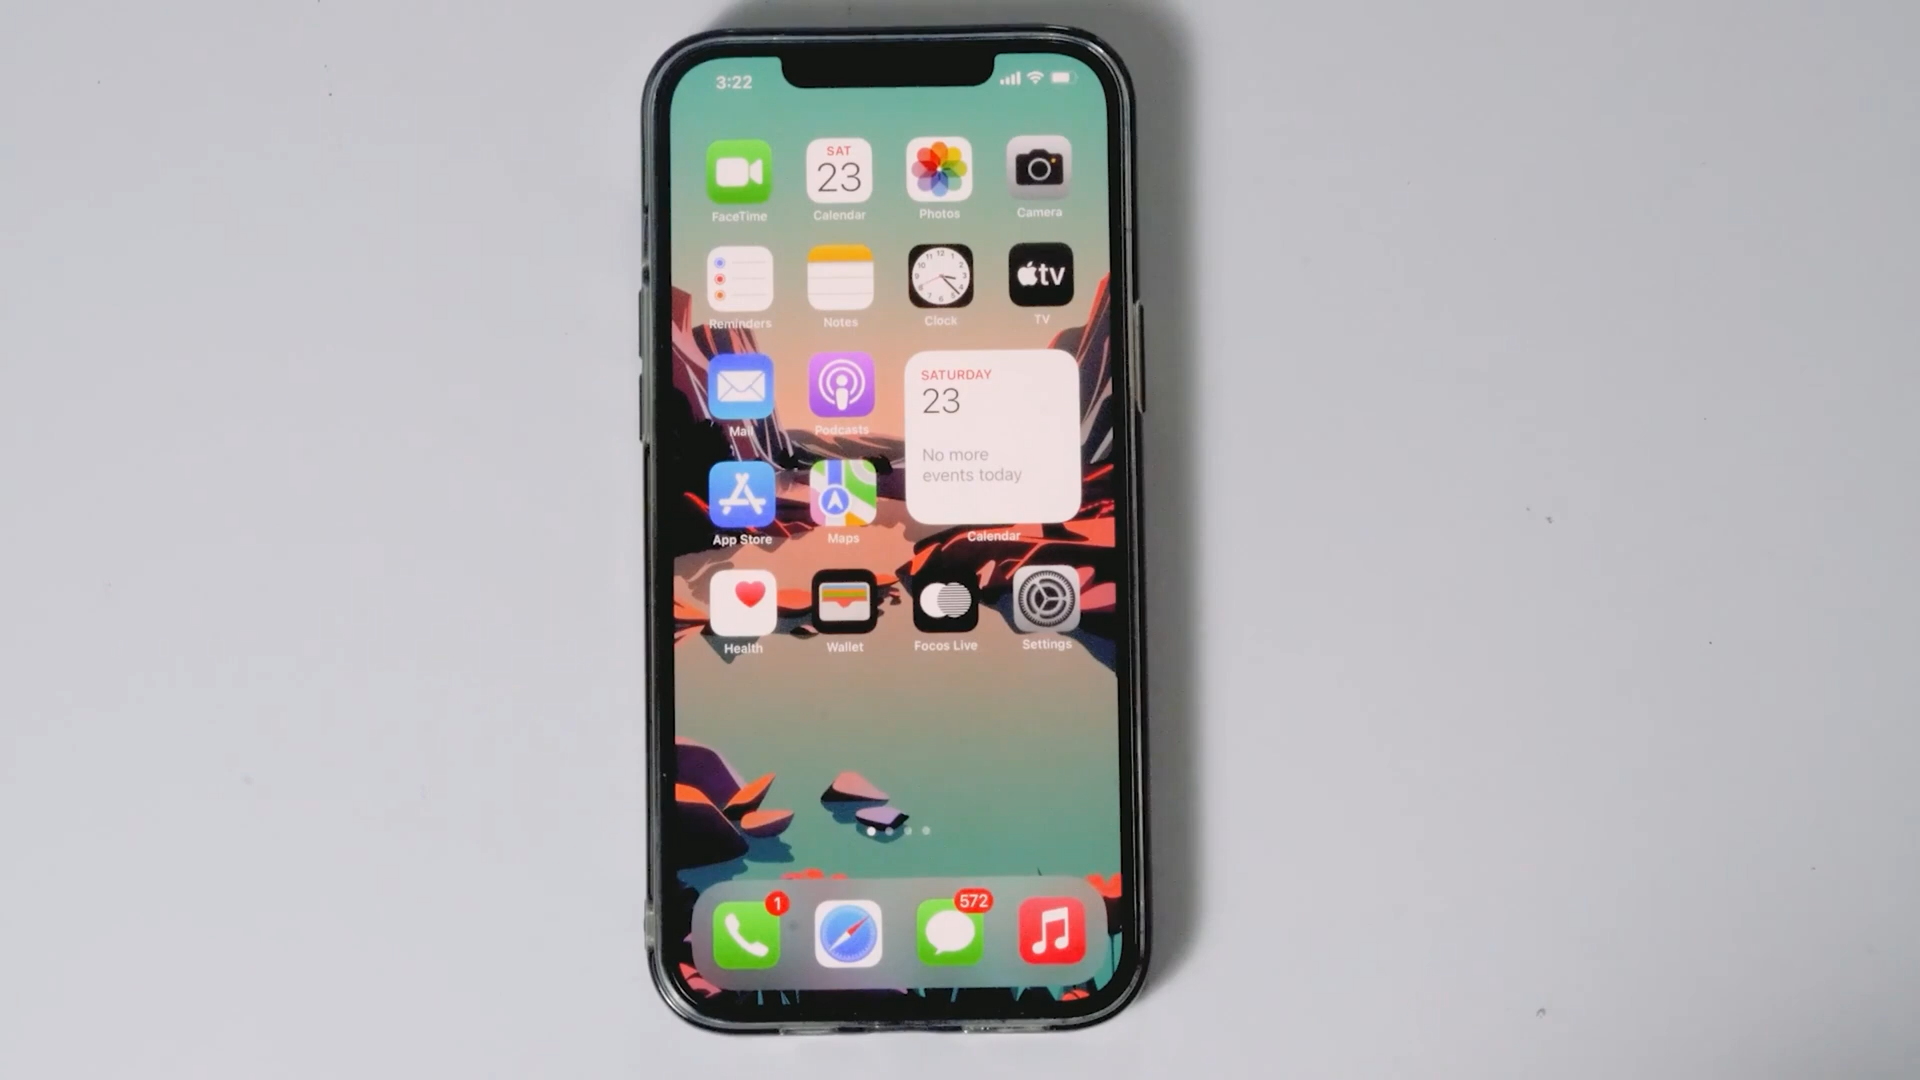 3:22
SAT
23
FaceTime
Calendar
Photos
Camera
tv
Reminders
Notes
Clock
TV
Mail
Podcasts
SATURDAY
23
No more
events today
App Store
Maps
Calendar
Health
Wallet
Focos Live
Settings
1
572